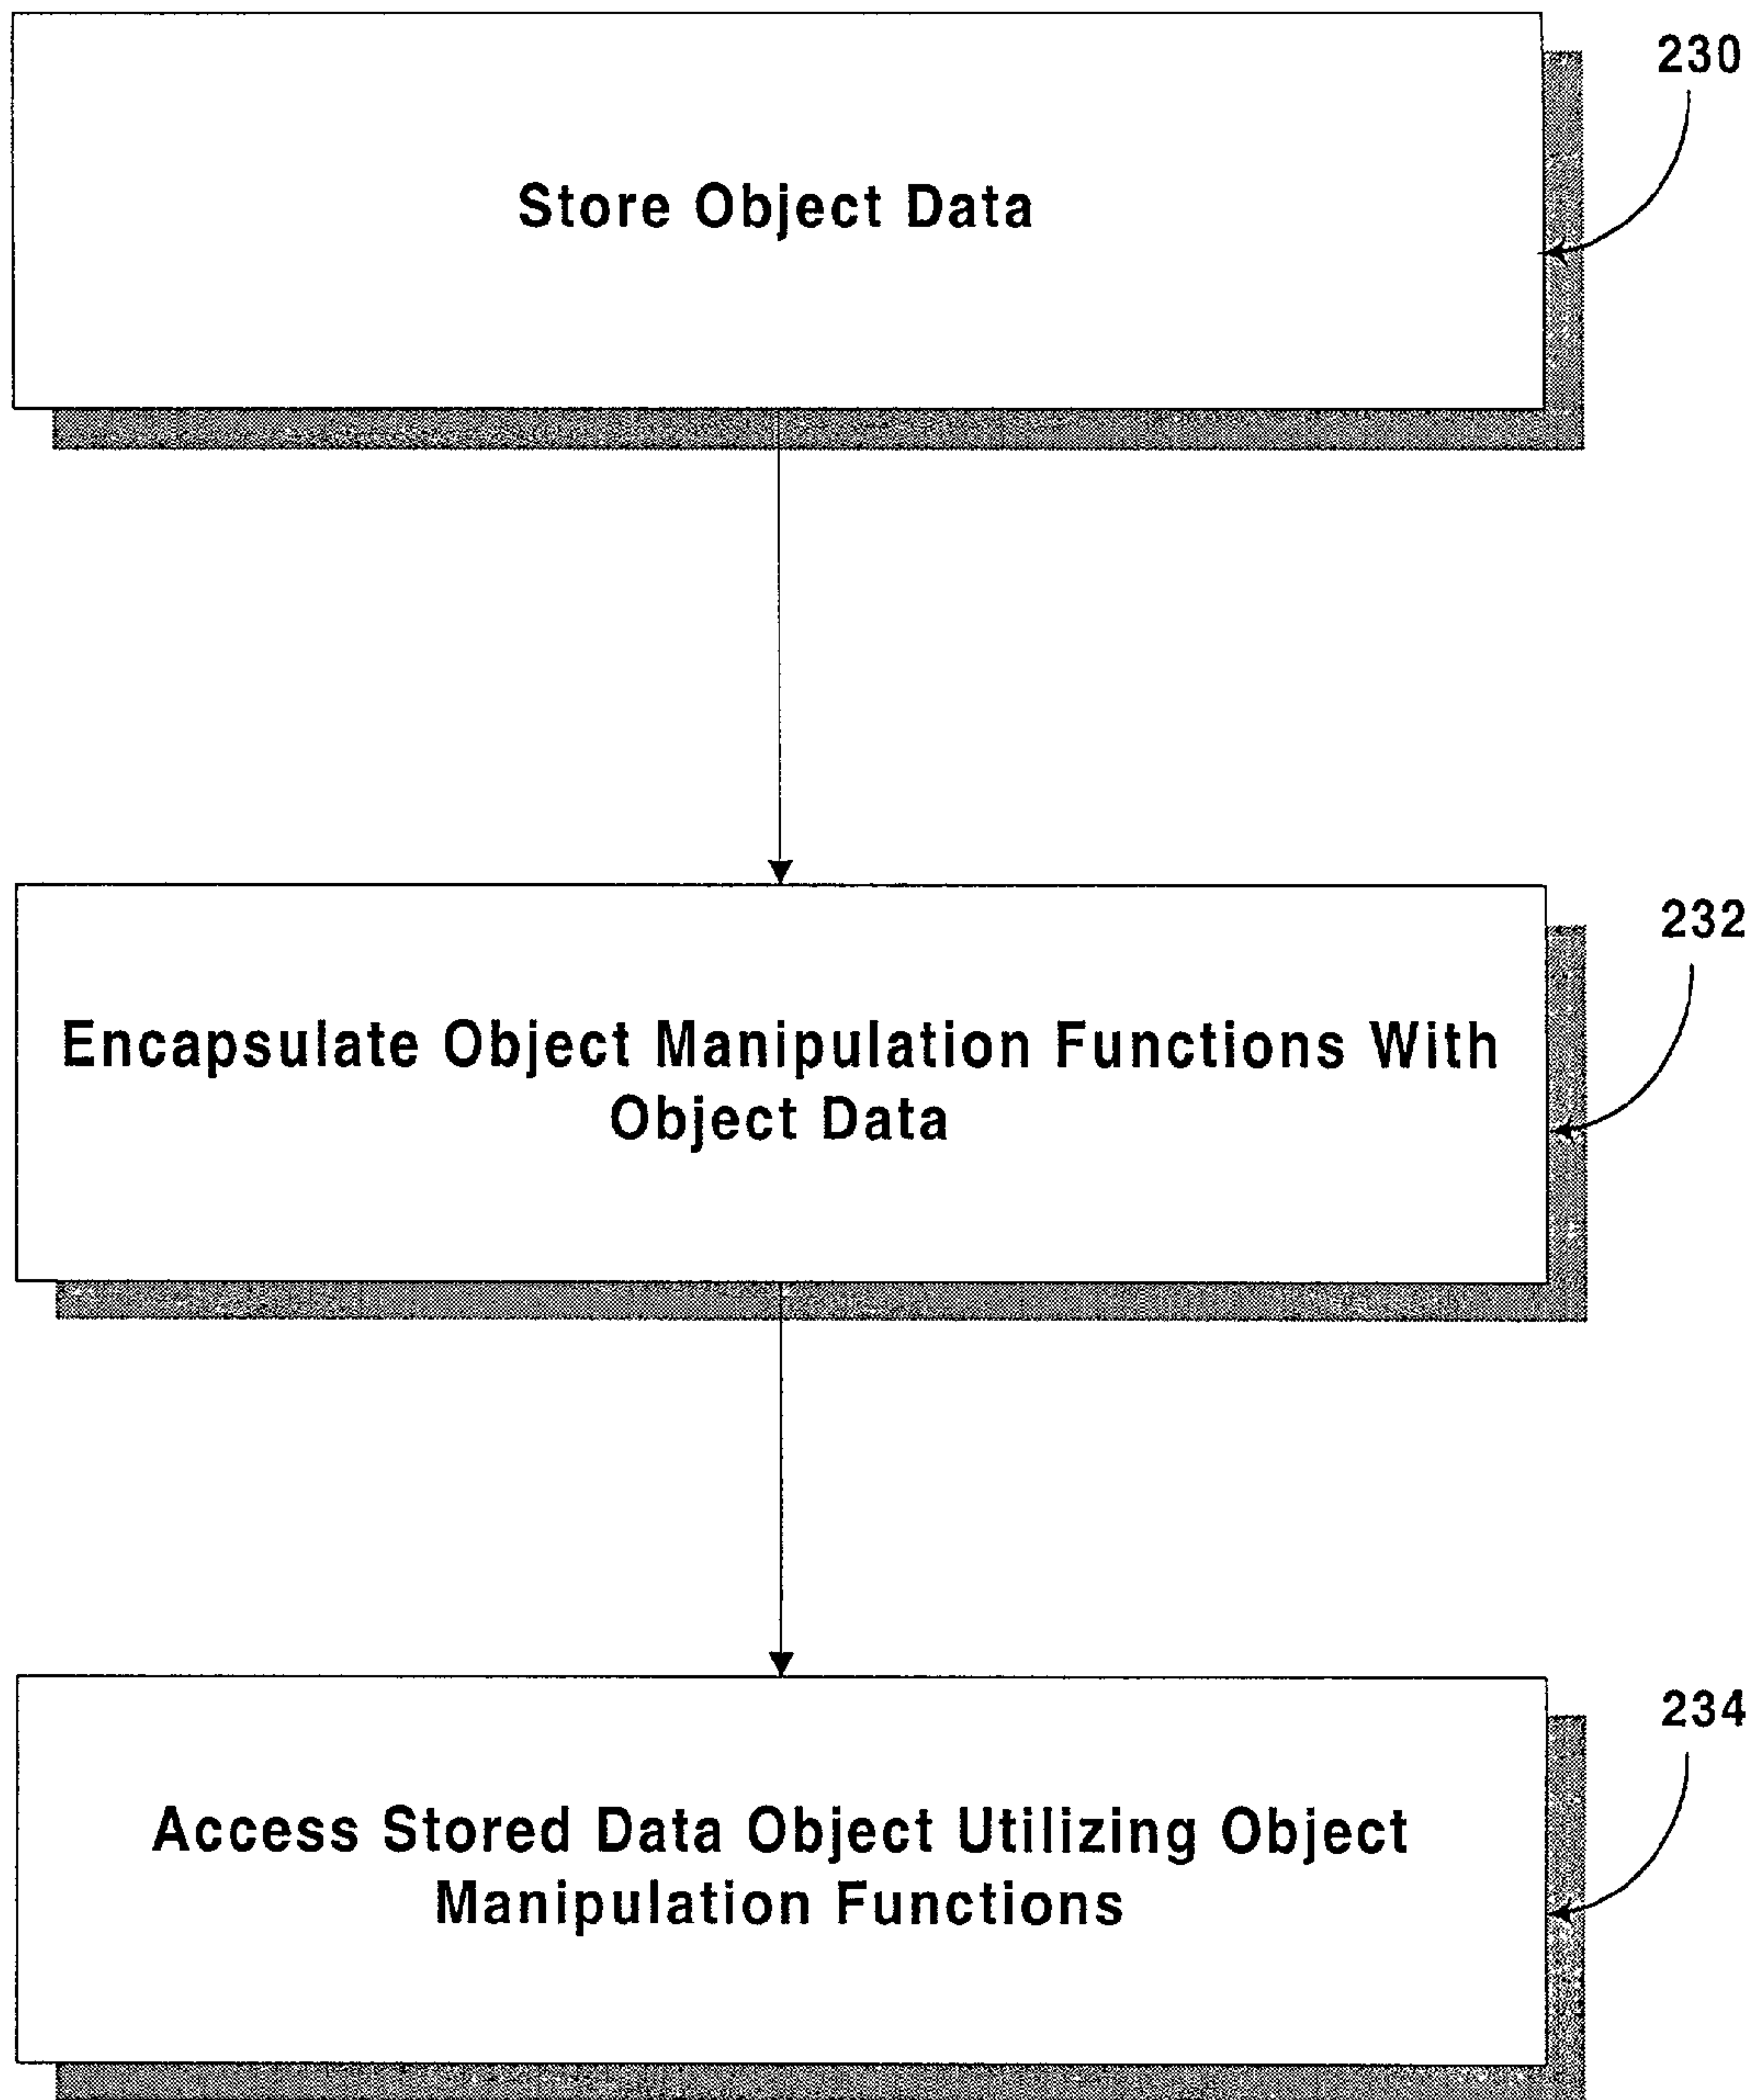 230
Store Object Data
232
Encapsulate Object Manipulation Functions With
Object Data
234
Access Stored Data Object Utilizing Object
Manipulation Functions